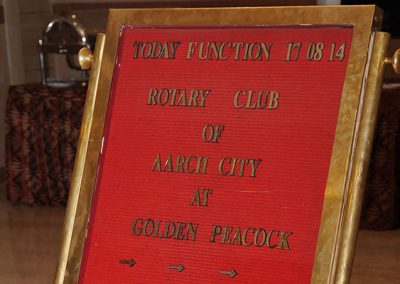 TODAY FUNCTION 17 08 14
ROTARY CLUB
OF
AARCH CITY
AT
GOLDEN PEACOCK
→ → →